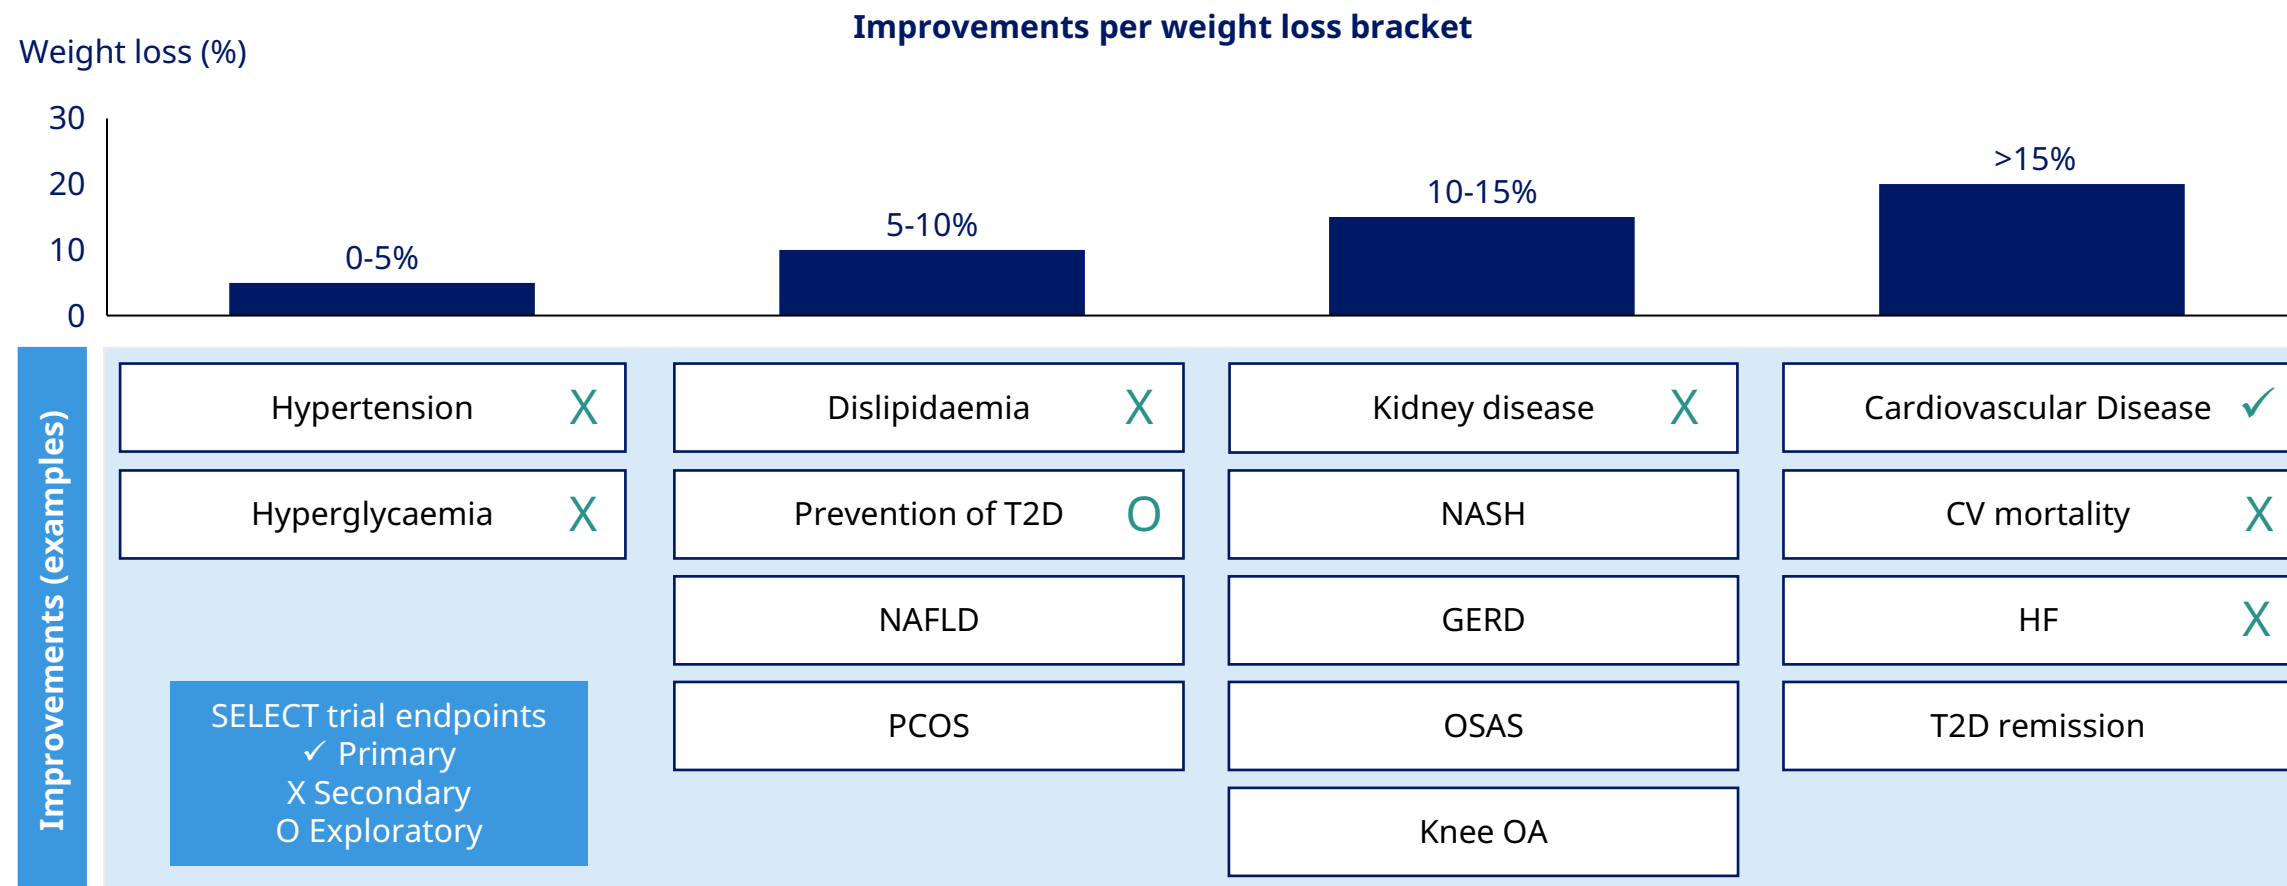 Improvements per weight loss bracket
Weight loss (%)
30
20
10
0
0-5%
5-10%
10-15%
>15%
Improvements (examples)
Hypertension X
Hyperglycaemia X
SELECT trial endpoints
✓ Primary
X Secondary
O Exploratory
Dislipidaemia X
Prevention of T2D O
NAFLD
PCOS
Kidney disease X
NASH
GERD
OSAS
Knee OA
Cardiovascular Disease ✓
CV mortality X
HF X
T2D remission